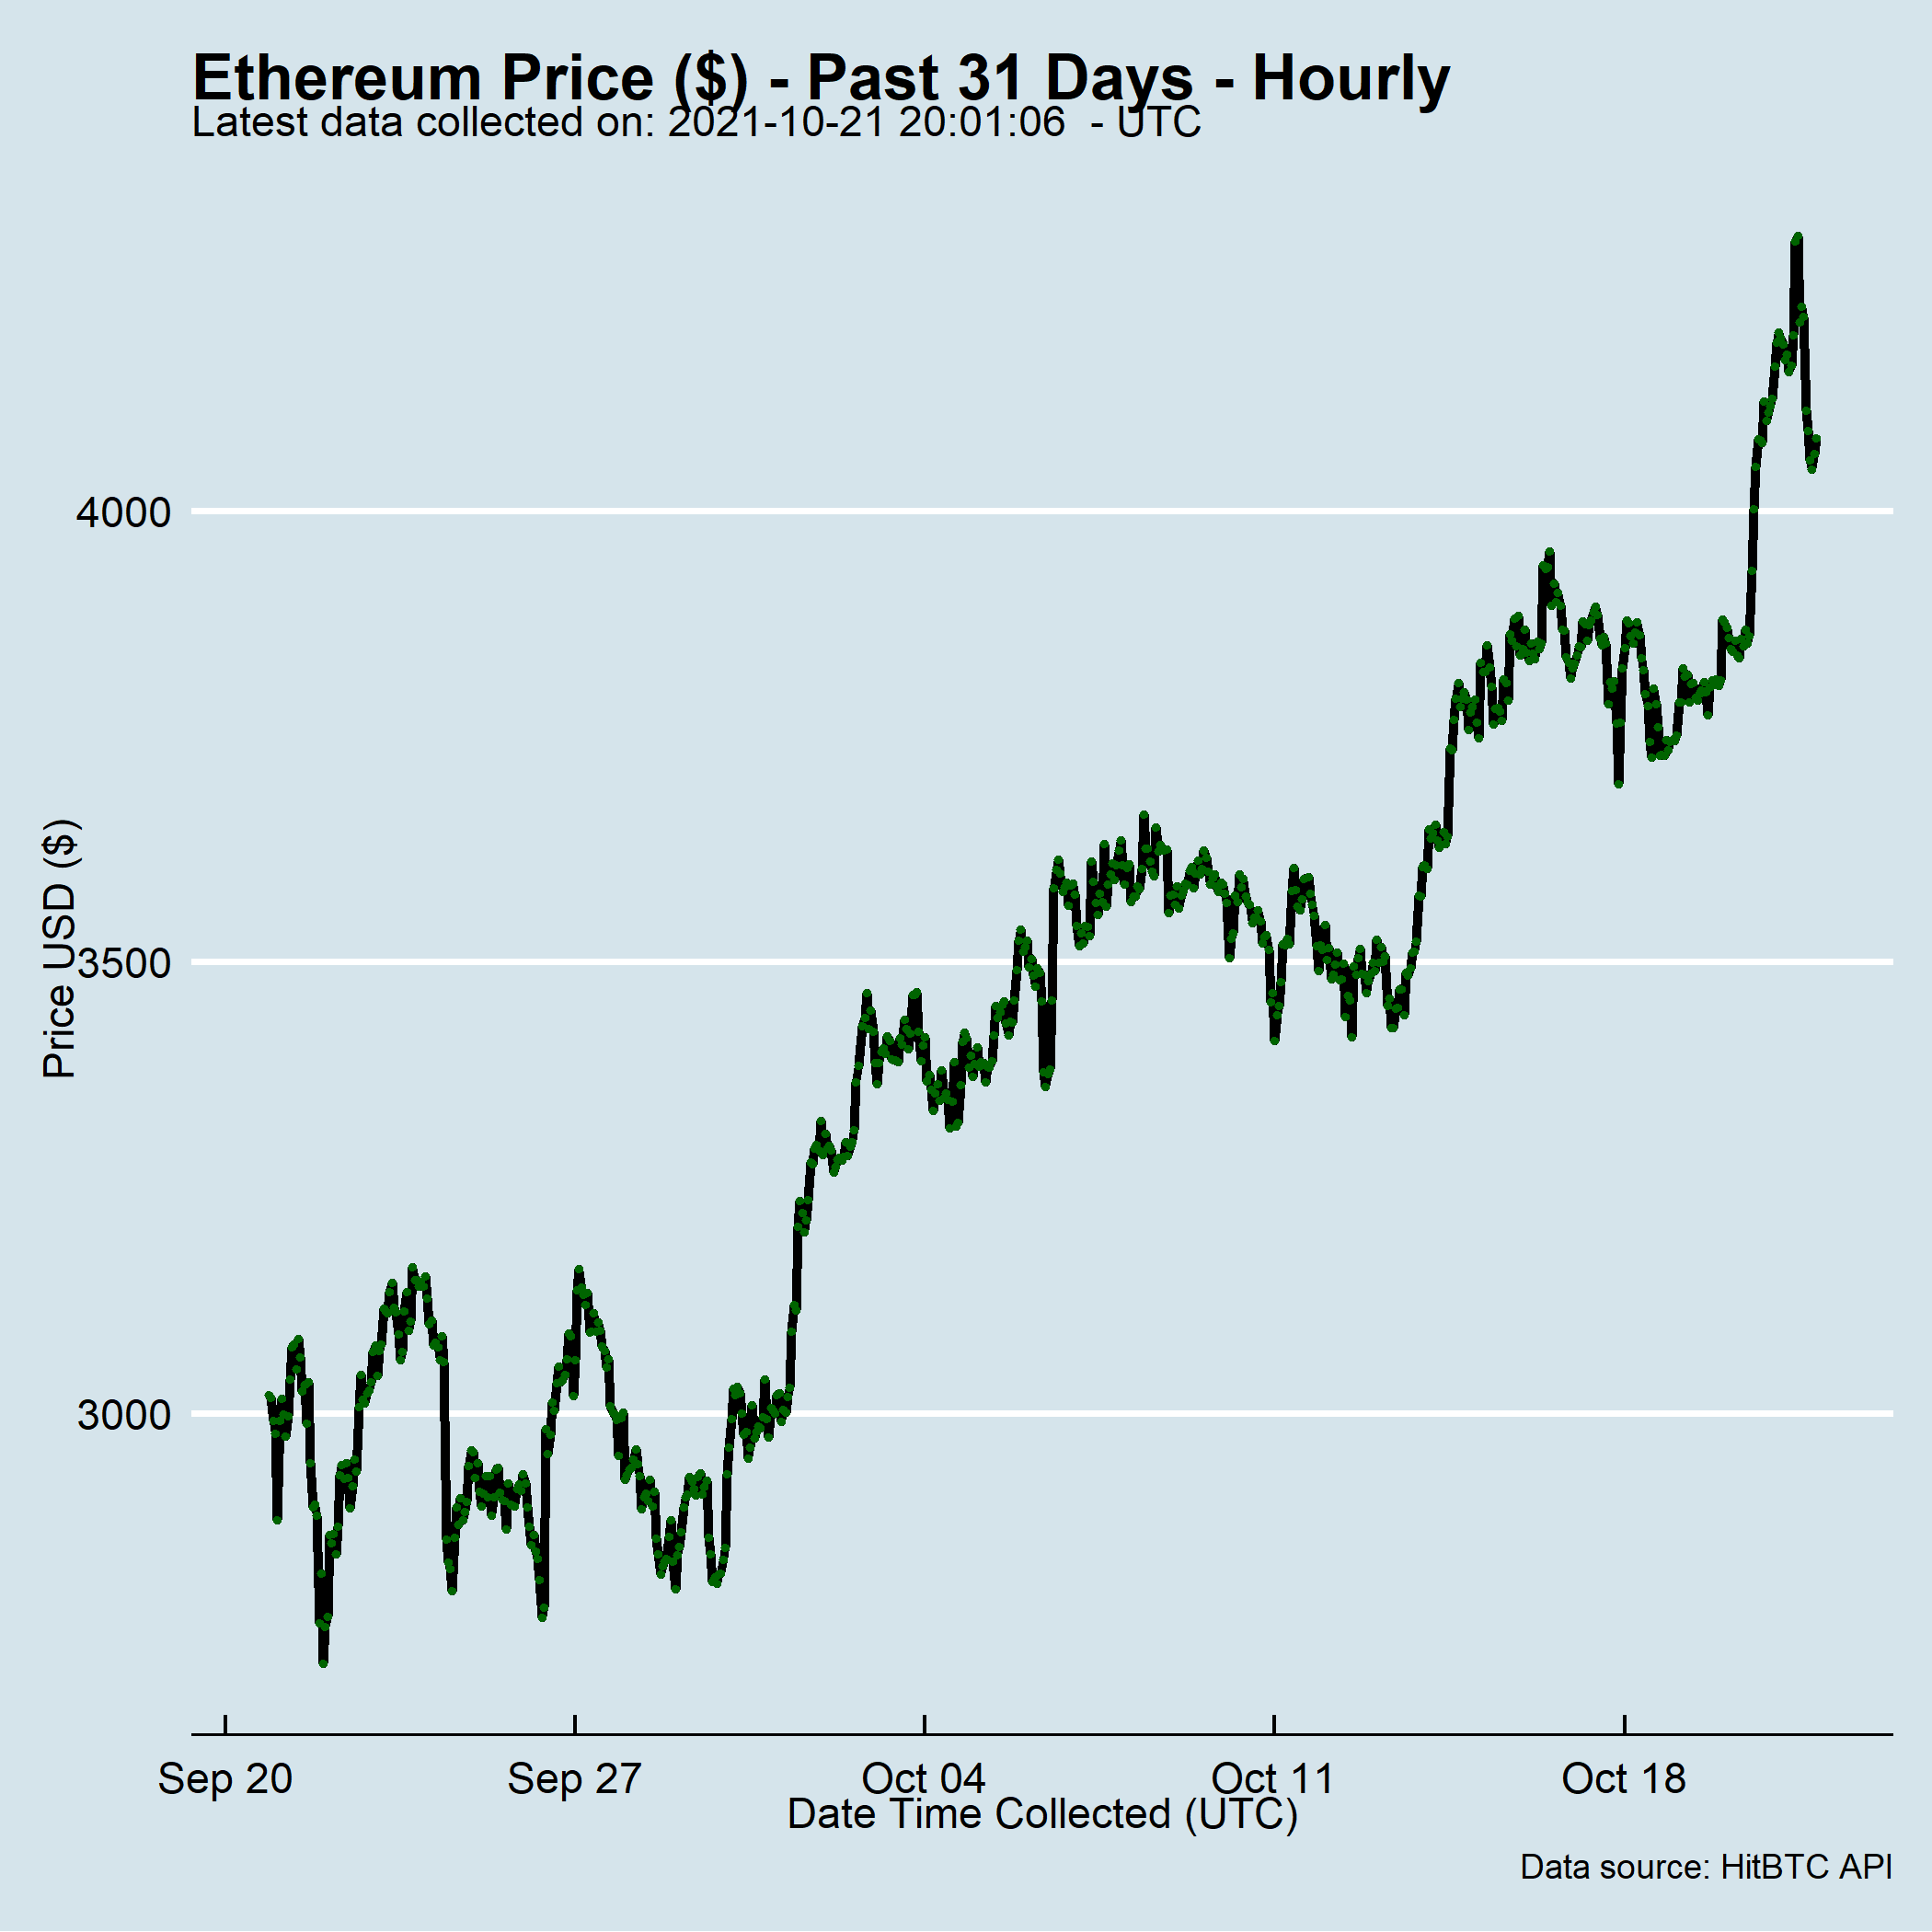 Ethereum Price ($) - Past 31 Days - Hourly
Latest data collected on: 2021-10-21 20:01:06  - UTC
4000
3500
3000
Price USD ($)
Sep 20 Sep 27 Oct 04 Oct 11 Oct 18
Date Time Collected (UTC)
Data source: HitBTC API